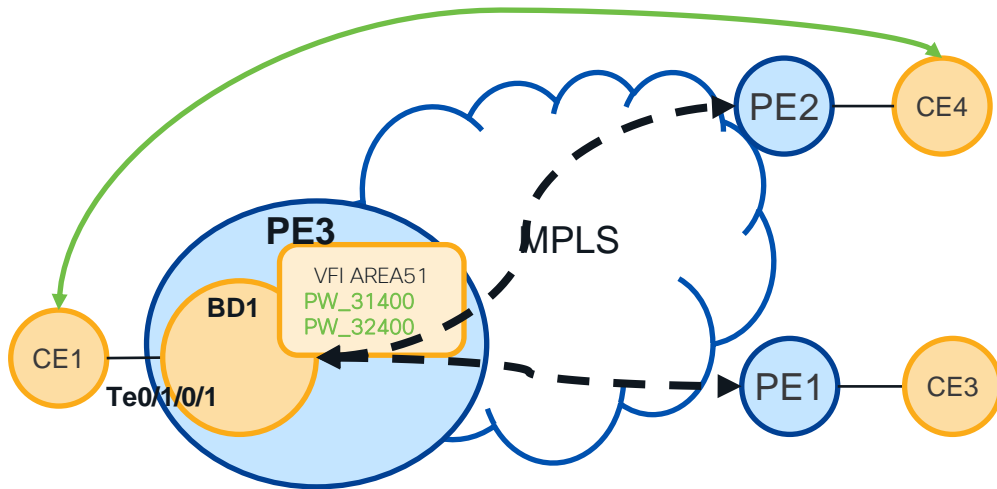 PE2
CE4
PE3
MPLS
VFI AREA51
PW_31400
BD1
PW_32400
CE1
Te0/1/0/1
PE1
CE3